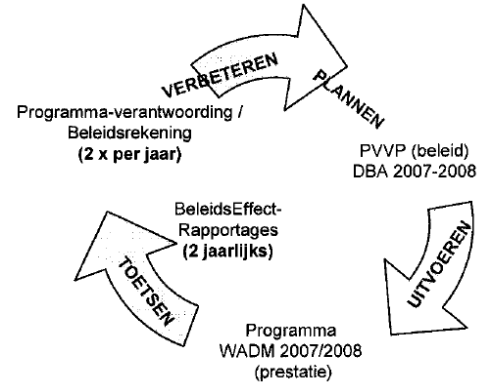 VERBETEREN
PLANNEN
Programma-verantwoording /
Beleidsrekening
(2 x per jaar)
PVVP (beleid)
DBA 2007-2008
BeleidsEffect-
Rapportages
(2 jaarlijks)
UITVOEREN
TOETSEN
Programma
WADM 2007/2008
(prestatie)